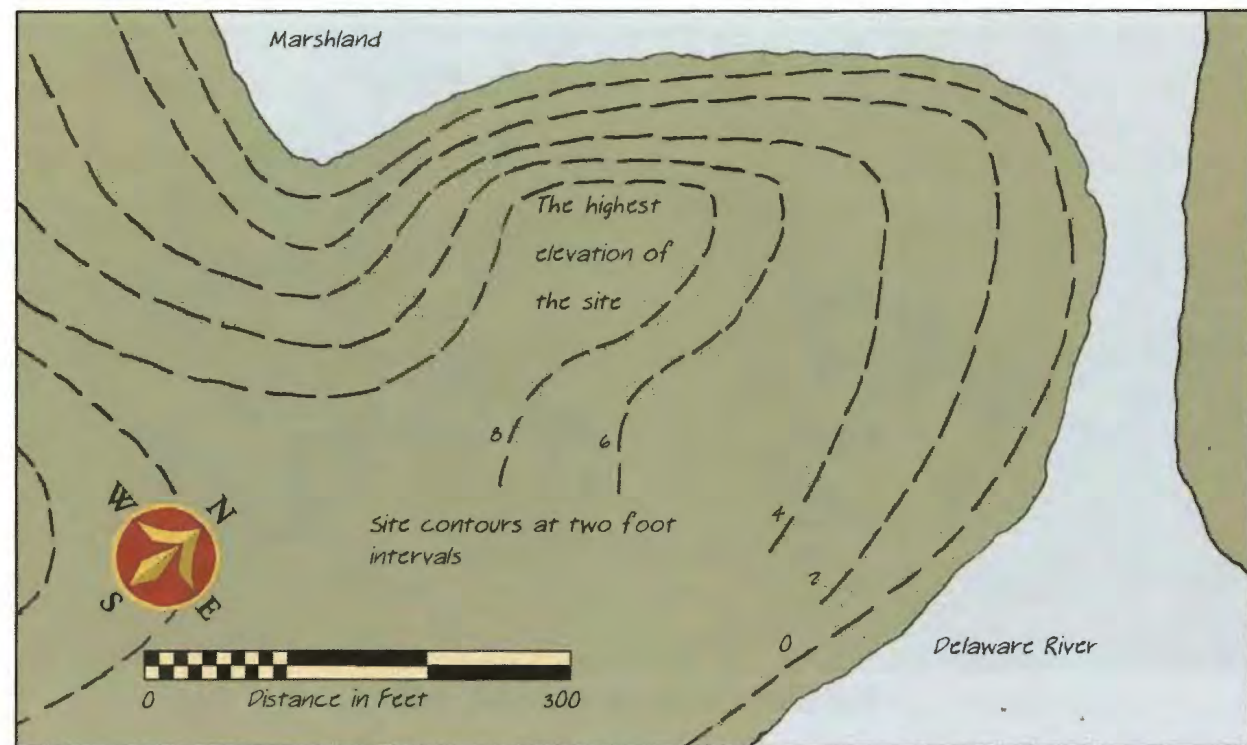 Marshland
The highest
elevation of
the site
8
6
W
N
S
E
Site contours at two foot
intervals
4
2
0
Delaware River
0
Distance in Feet
300